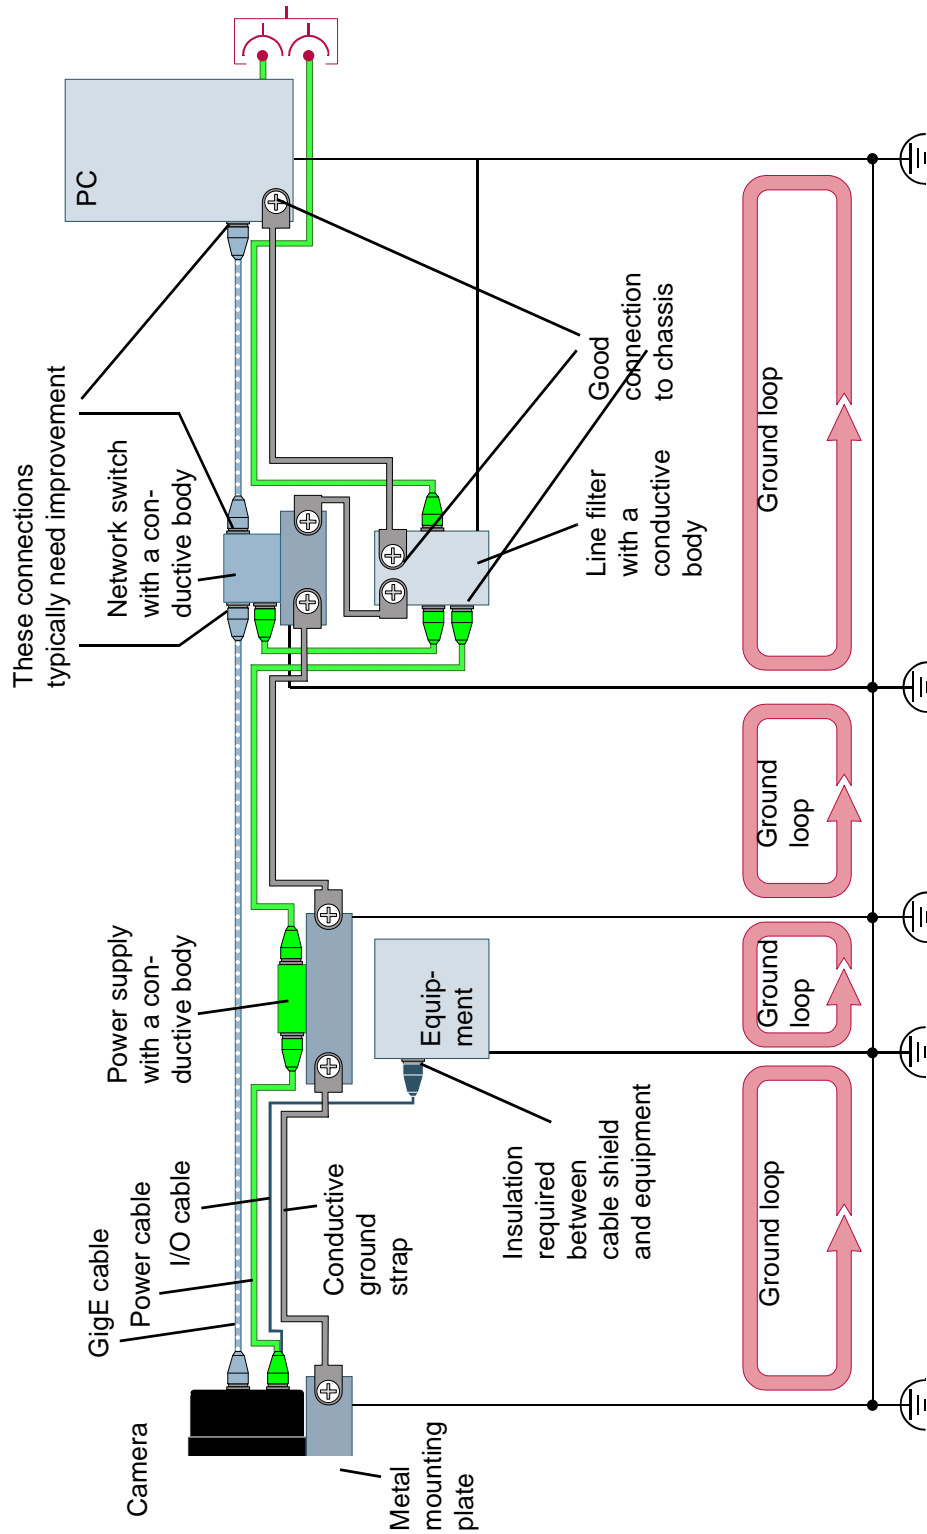 Camera
GigE cable
Power cable
I/O cable
Power supply
with a con-
ductive body
These connections
typically need improvement
Network switch
with a con-
ductive body
PC
Metal
mounting
plate
Conductive
ground
strap
Equip-
ment
Insulation
required
between
cable shield
and equipment
Line filter
with a
conductive
body
Good
connection
to chassis
Ground loop
Ground
loop
Ground
loop
Ground loop